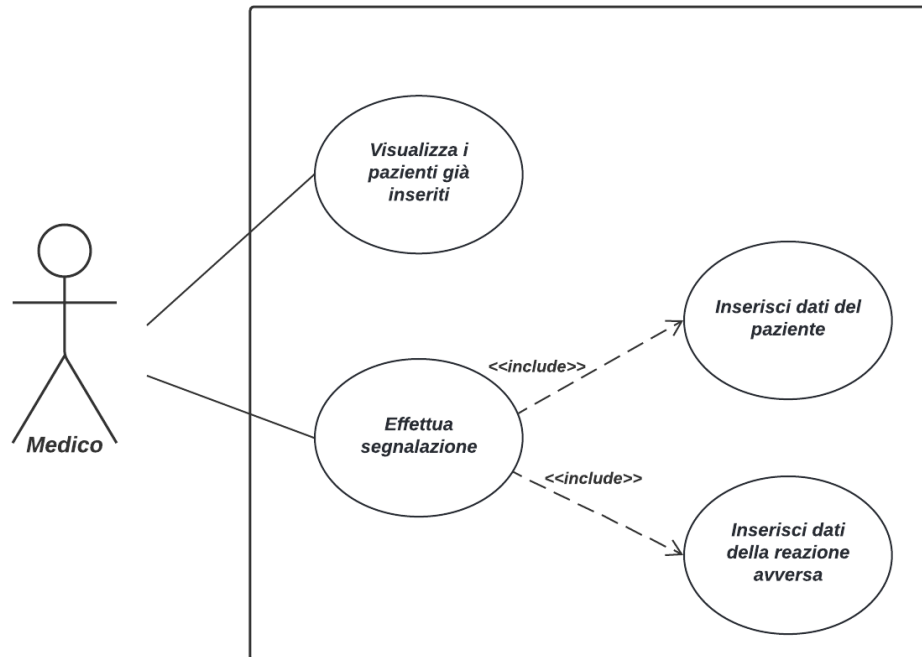 Visualizza i
pazienti già
inseriti
Inserisci dati del
paziente
<<include>>
Effettua
segnalazione
Medico
<<include>>
Inserisci dati
della reazione
avversa